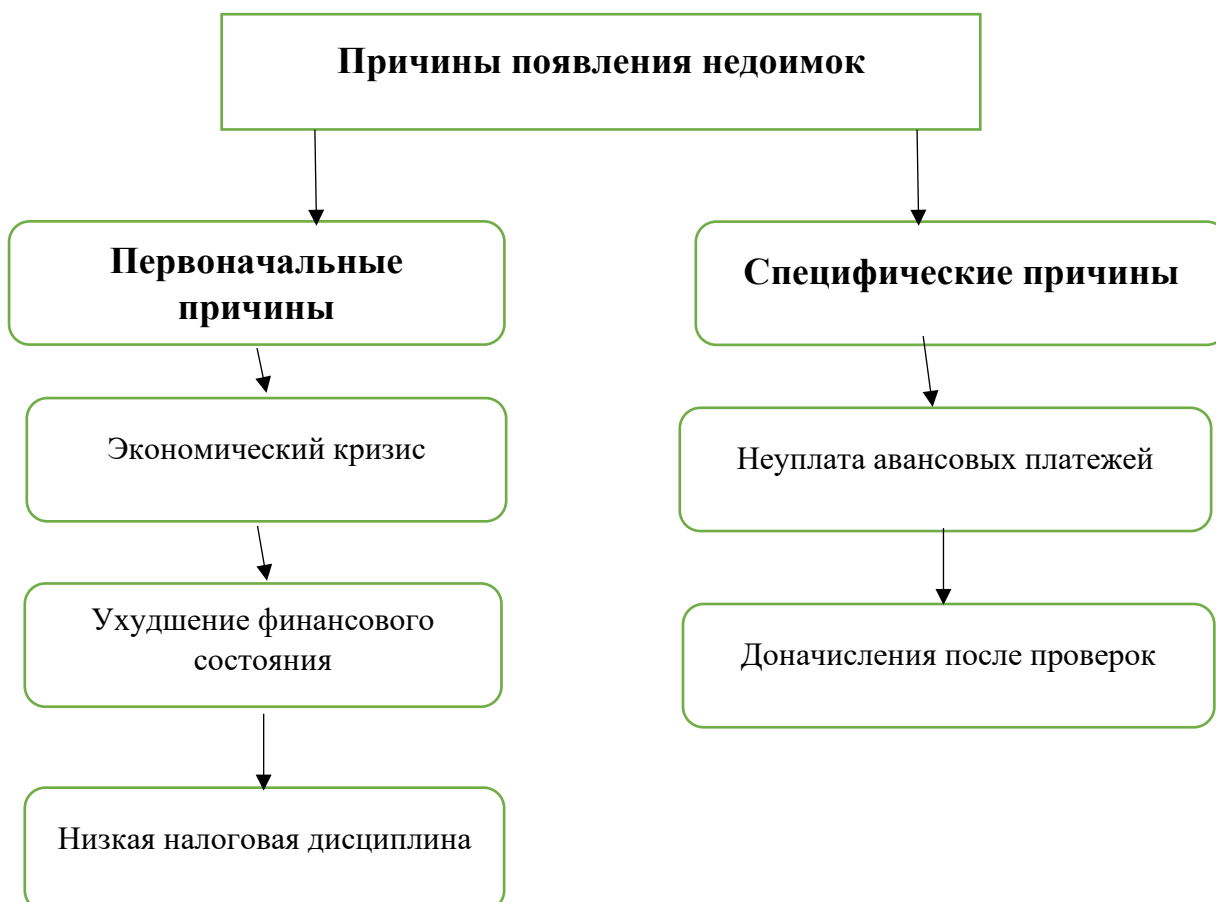 Причины появления недоимок
Первоначальные
причины
Специфические причины
Экономический кризис
Неуплата авансовых платежей
Ухудшение финансового
состояния
Доначисления после проверок
Низкая налоговая дисциплина